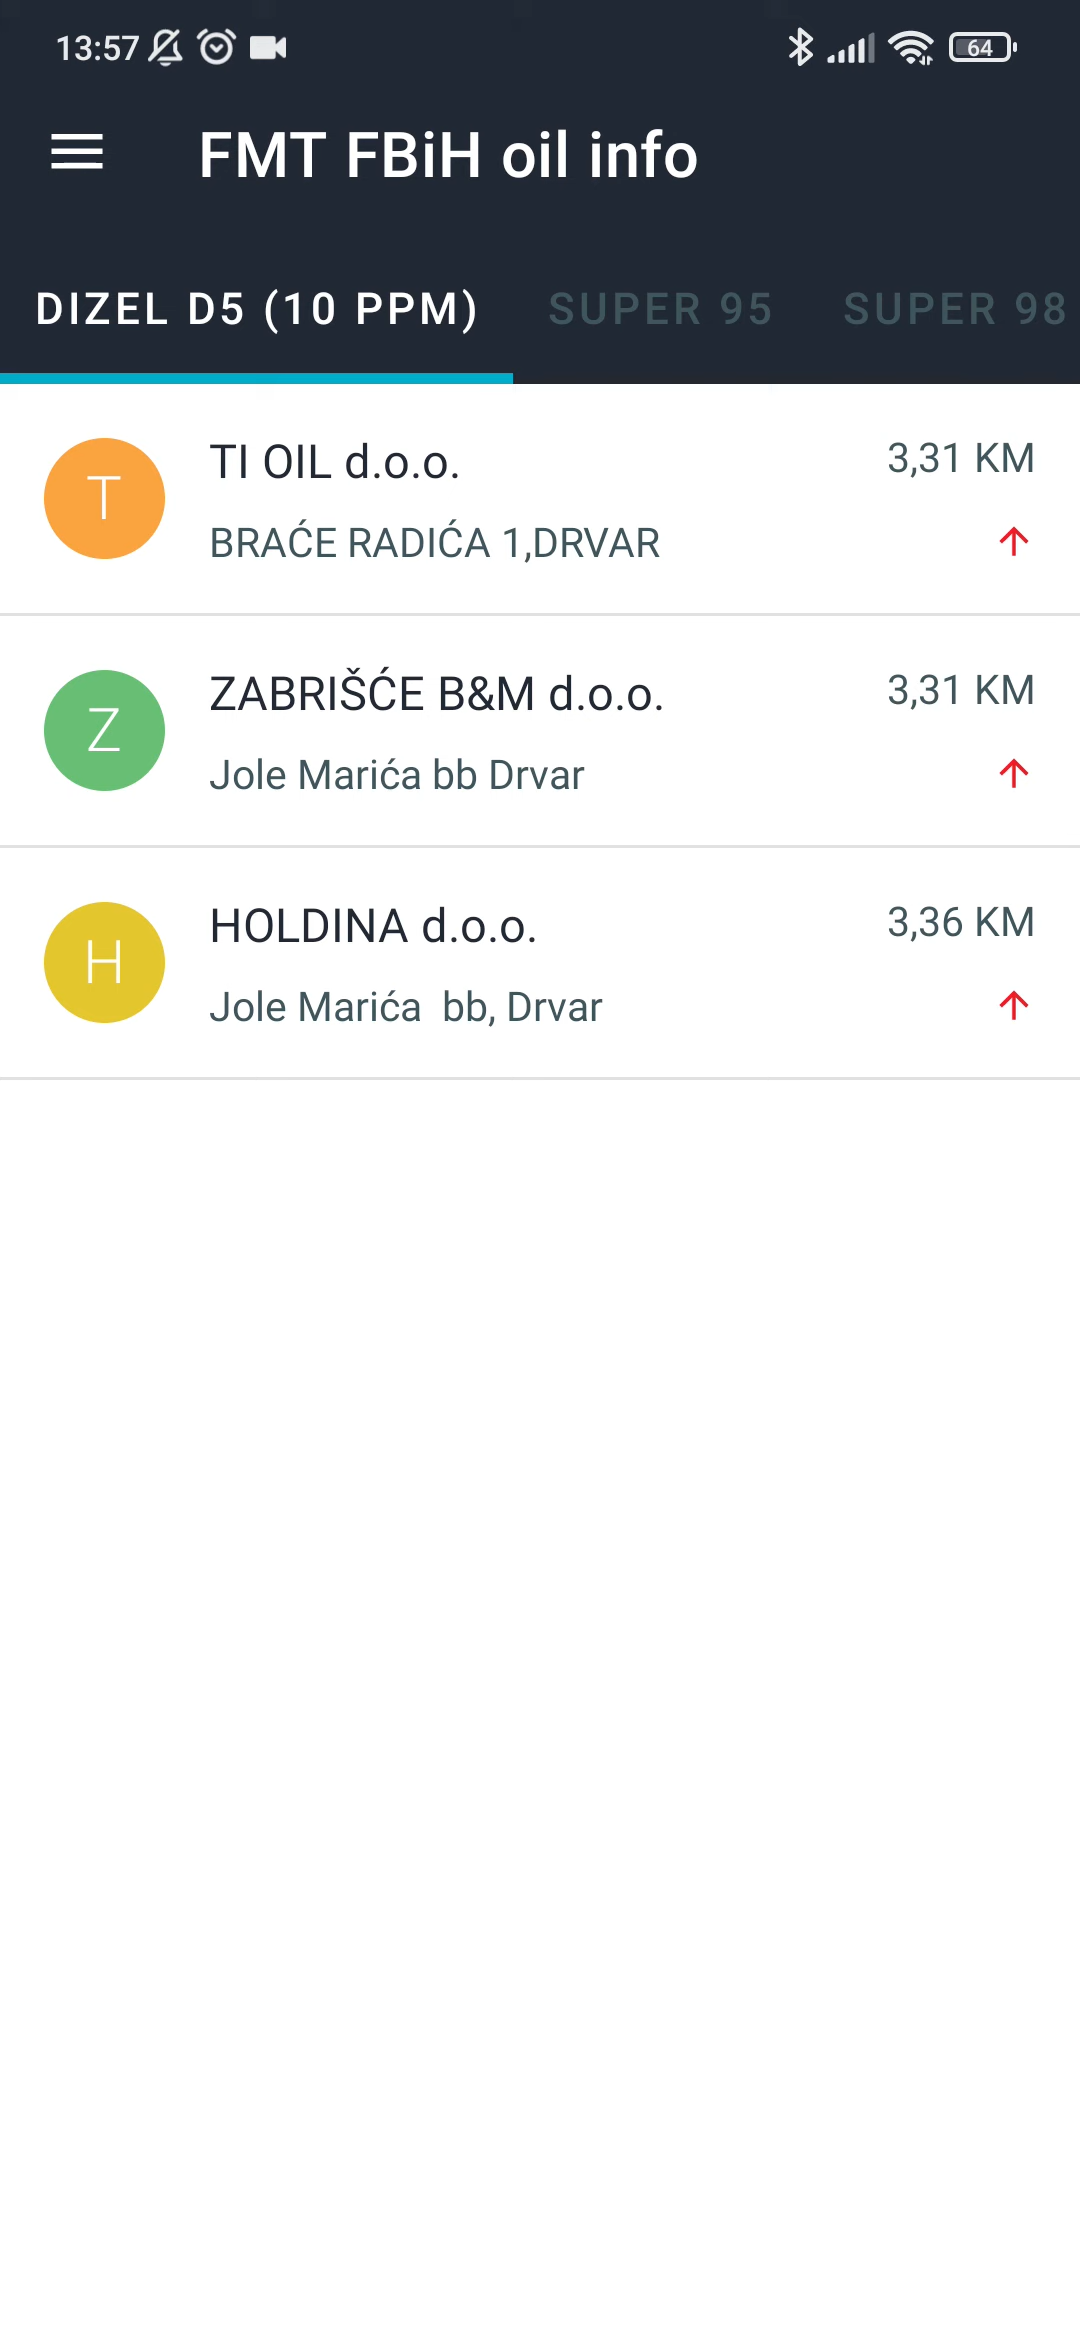 13:57
64
FMT FBiH oil info
DIZEL D5 (10 PPM) SUPER 95 SUPER 98
T
TI OIL d.o.o.
3,31 KM
BRAĆE RADIĆA 1,DRVAR
Z
ZABRIŠĆE B&M d.o.o.
3,31 KM
Jole Marića bb Drvar
H
HOLDINA d.o.o.
3,36 KM
Jole Marića  bb, Drvar